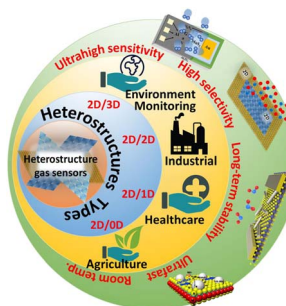 Ultrahigh sensitivity
High selectivity
Long-term stability
Ultrafast
Room temp.
Environment
Monitoring
Industrial
Healthcare
Agriculture
Heterostructures
Types
2D/3D
2D/2D
2D/1D
2D/0D
Heterostructure
gas sensors